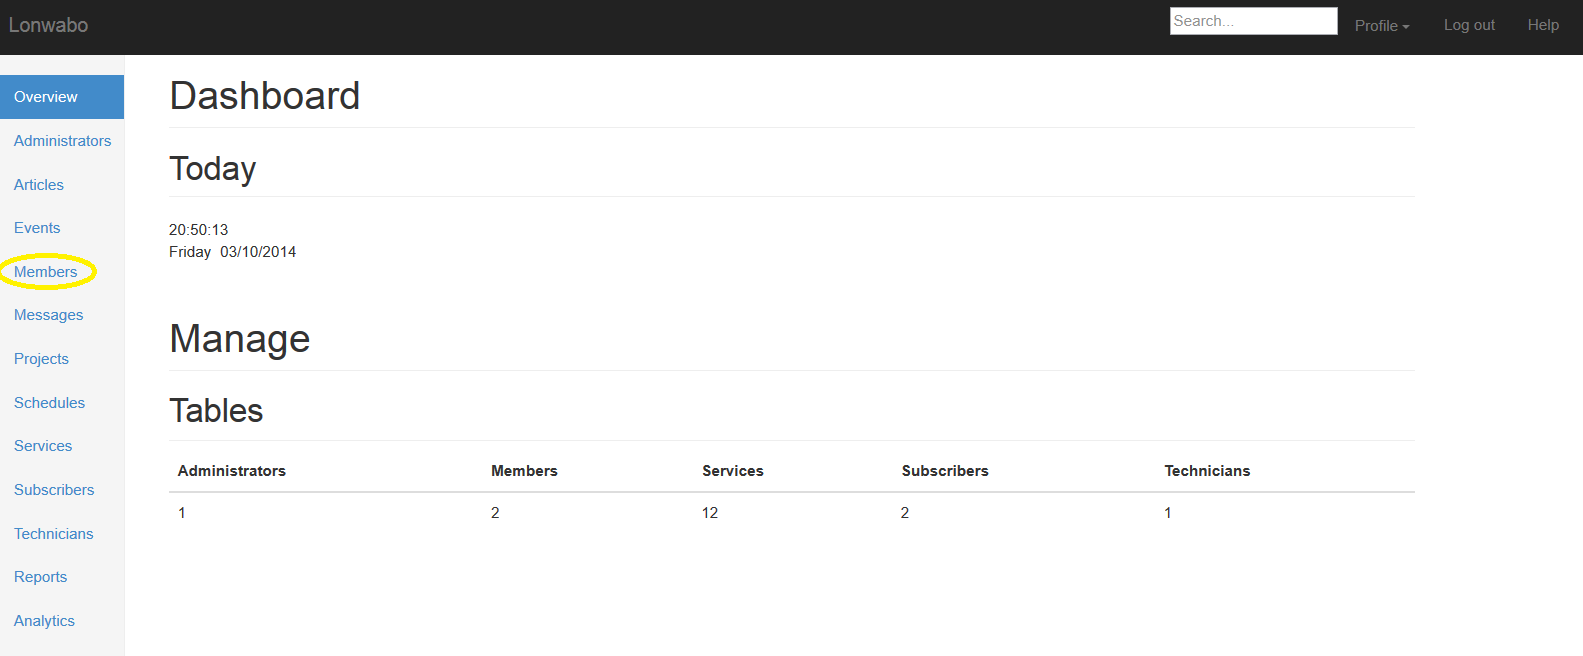 Lonwabo
Search...
Profile
Log out
Help
Overview
Administrators
Articles
Events
Members
Messages
Projects
Schedules
Services
Subscribers
Technicians
Reports
Analytics
Dashboard
Today
20:50:13
Friday 03/10/2014
Manage
Tables
Administrators Members Services Subscribers Technicians
1 2 12 2 1